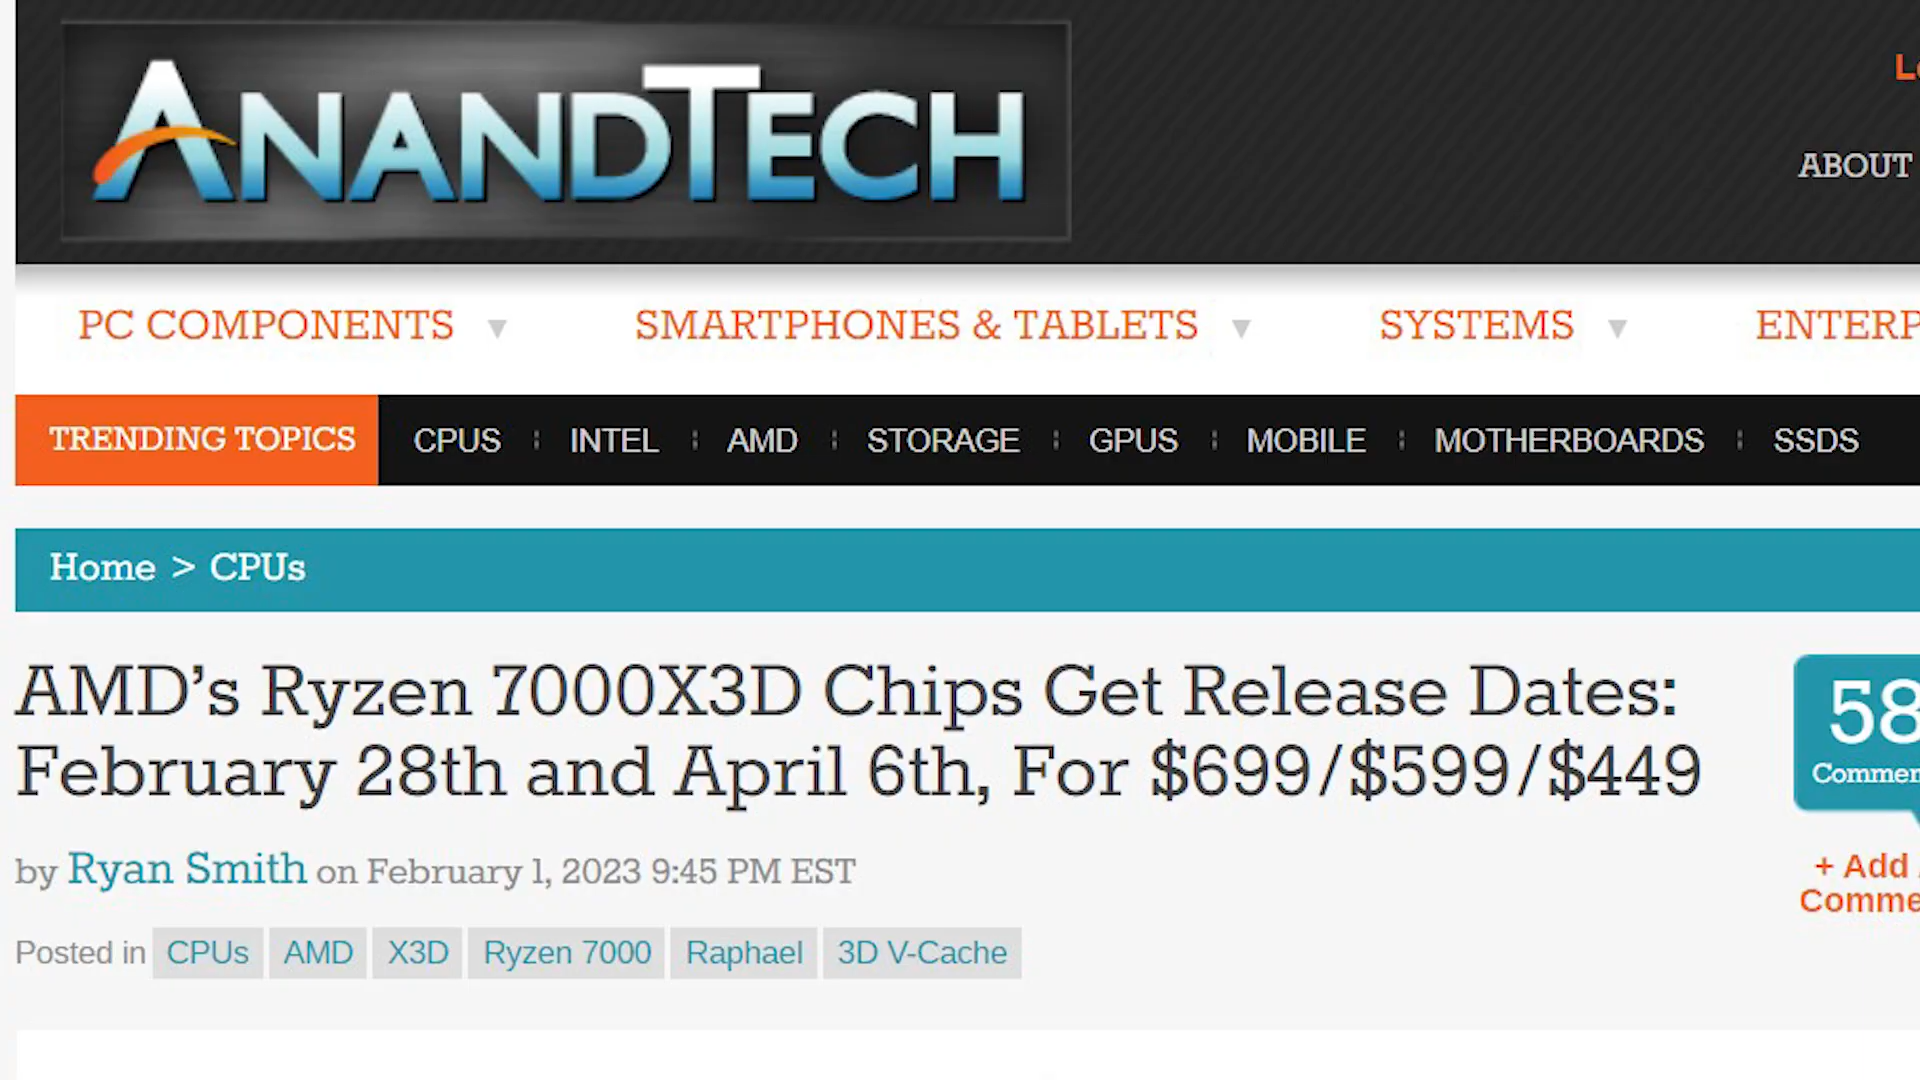 ANANDTECH
ABOUT
PC COMPONENTS ▼ SMARTPHONES & TABLETS ▼ SYSTEMS ▼
TRENDING TOPICS CPUS INTEL AMD STORAGE GPUS MOBILE MOTHERBOARDS SSDS
Home > CPUs
AMD’s Ryzen 7000X3D Chips Get Release Dates:
February 28th and April 6th, For $699/$599/$449
58
by Ryan Smith on February 1, 2023 9:45 PM EST
+ Add
Posted in CPUs AMD X3D Ryzen 7000 Raphael 3D V-Cache